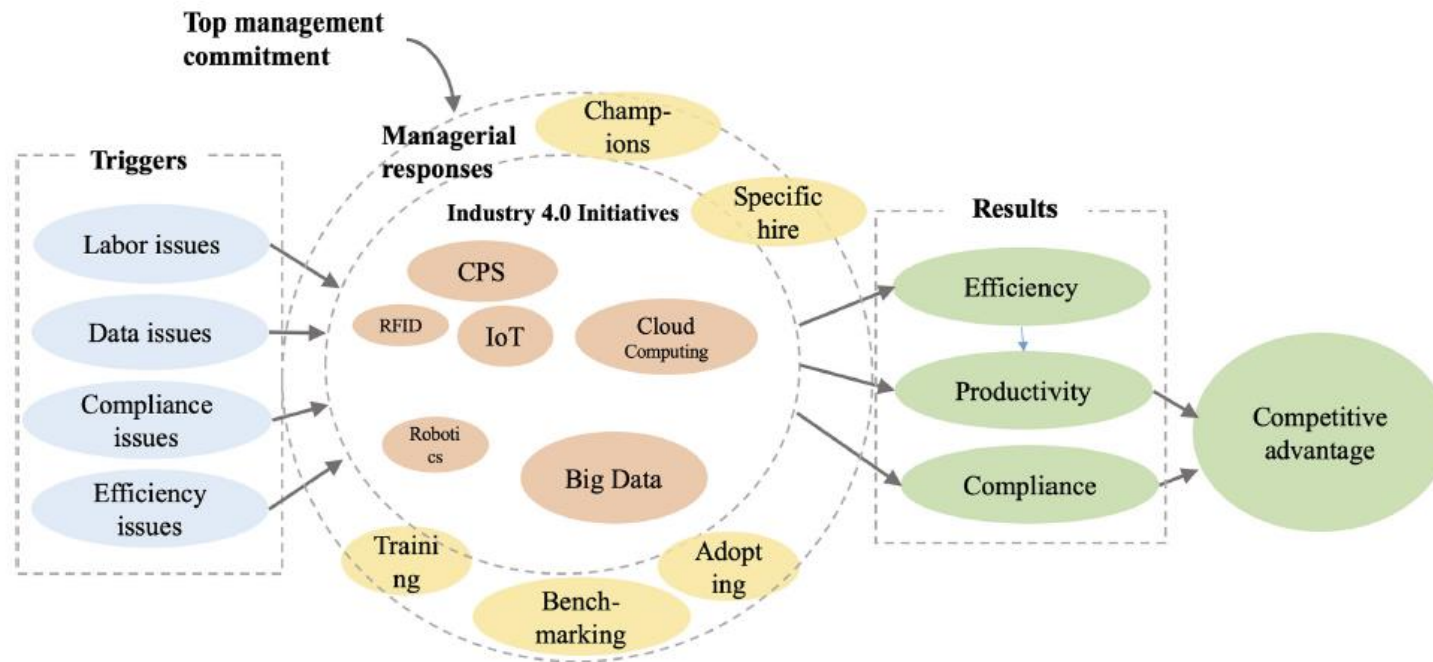 Top management
commitment
Managerial
responses
Triggers
Labor issues
Data issues
Compliance
issues
Efficiency
issues
Champ-
ions
Specific
hire
Industry 4.0 Initiatives
CPS
RFID
IoT
Cloud
Computing
Roboti
cs
Big Data
Traini
ng
Bench-
marking
Adopt
ing
Results
Efficiency
Productivity
Compliance
Competitive
advantage